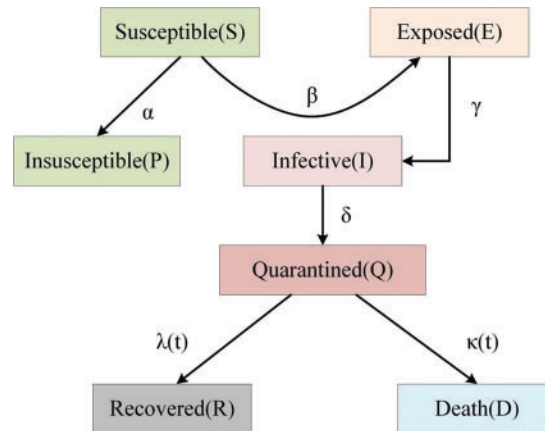 Susceptible(S)
Exposed(E)
α
β
γ
Insusceptible(P)
Infective(I)
δ
Quarantined(Q)
λ(t)
κ(t)
Recovered(R)
Death(D)